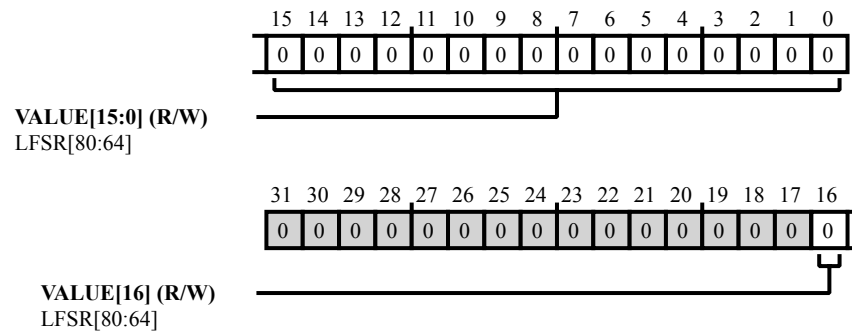 15 14 13 12 11 10 9 8 7 6 5 4 3 2 1 0
0 0 0 0 0 0 0 0 0 0 0 0 0 0 0 0
VALUE[15:0] (R/W)
LFSR[80:64]
31 30 29 28 27 26 25 24 23 22 21 20 19 18 17 16
0 0 0 0 0 0 0 0 0 0 0 0 0 0 0 0
VALUE[16] (R/W)
LFSR[80:64]